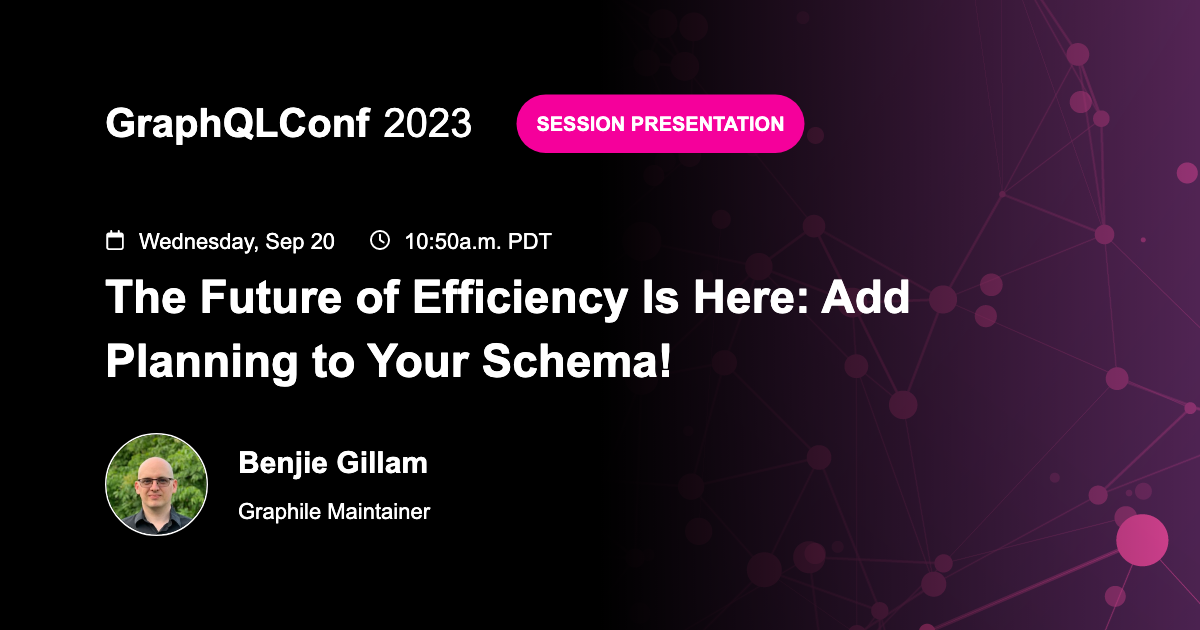 GraphQLConf 2023
SESSION PRESENTATION
Wednesday, Sep 20 10:50a.m. PDT
The Future of Efficiency Is Here: Add
Planning to Your Schema!
Benjie Gillam
Graphile Maintainer